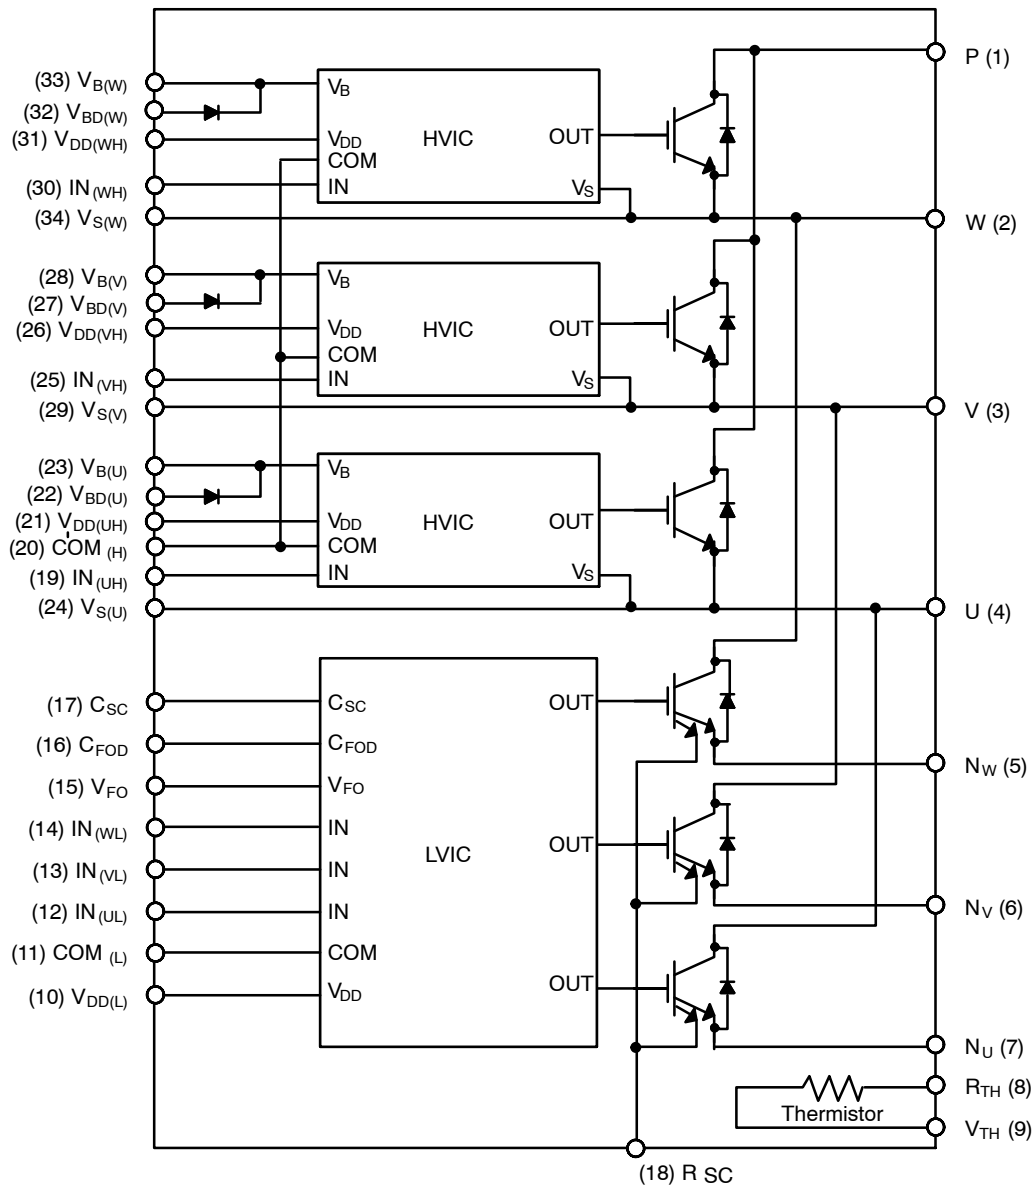 (33) VB(W)
(32) VBD(W)
(31) VDD(WH)
(30) IN(WH)
(34) VS(W)
VB
VDD
COM
IN
HVIC
OUT
VS
P (1)
W (2)
(28) VB(V)
(27) VBD(V)
(26) VDD(VH)
(25) IN(VH)
(29) VS(V)
VB
VDD
COM
IN
HVIC
OUT
VS
V (3)
(23) VB(U)
(22) VBD(U)
(21) VDD(UH)
(20) COM (H)
(19) IN(UH)
(24) VS(U)
VB
VDD
COM
IN
HVIC
OUT
VS
U (4)
(17) CSC
(16) CFOD
(15) VFO
(14) IN(WL)
(13) IN(VL)
(12) IN(UL)
(11) COM (L)
(10) VDD(L)
CSC
CFOD
VFO
IN
IN
IN
COM
VDD
LVIC
OUT
OUT
OUT
NW (5)
NV (6)
NU (7)
RTH (8)
Thermistor
VTH (9)
(18) R SC